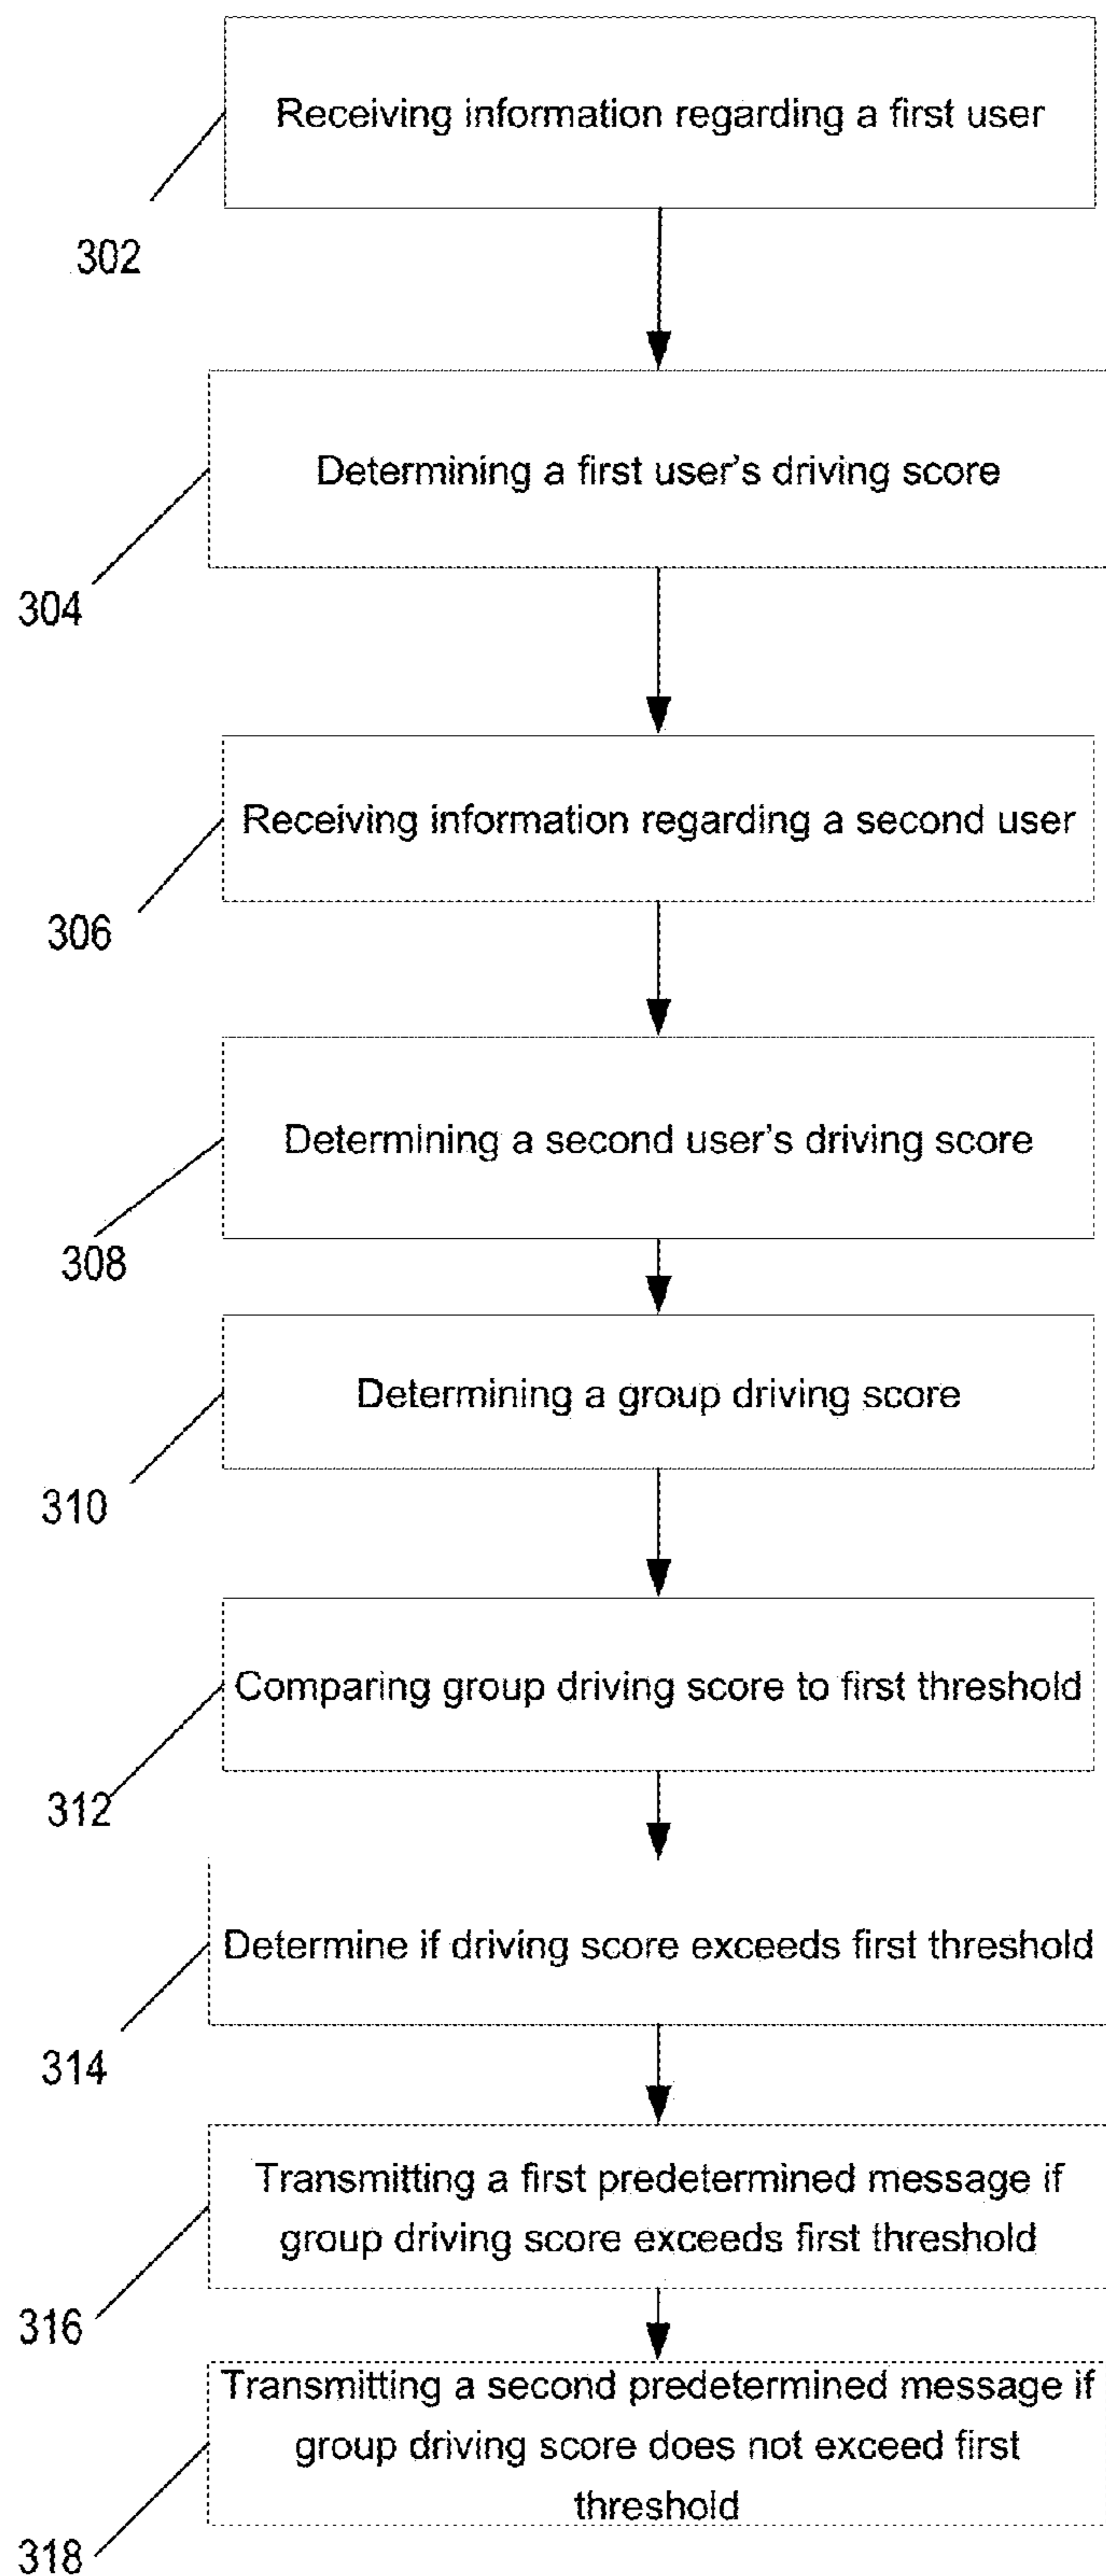 Receiving information regarding a first user
302
Determining a first user's driving score
304
Receiving information regarding a second user
306
Determining a second user's driving score
308
Determining a group driving score
310
Comparing group driving score to first threshold
312
Determine if driving score exceeds first threshold
314
Transmitting a first predetermined message if
group driving score exceeds first threshold
316
Transmitting a second predetermined message if
group driving score does not exceed first
threshold
318